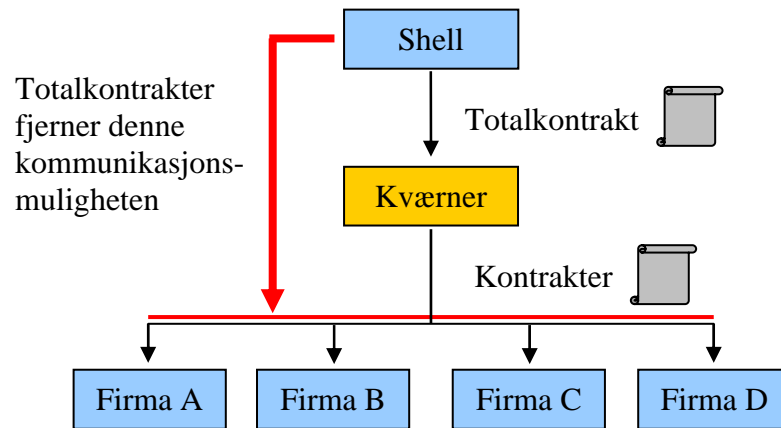 Shell
Totalkontrakter
fjerner denne
kommunikasjons-
muligheten
Totalkontrakt
Kværner
Kontrakter
Firma A
Firma B
Firma C
Firma D